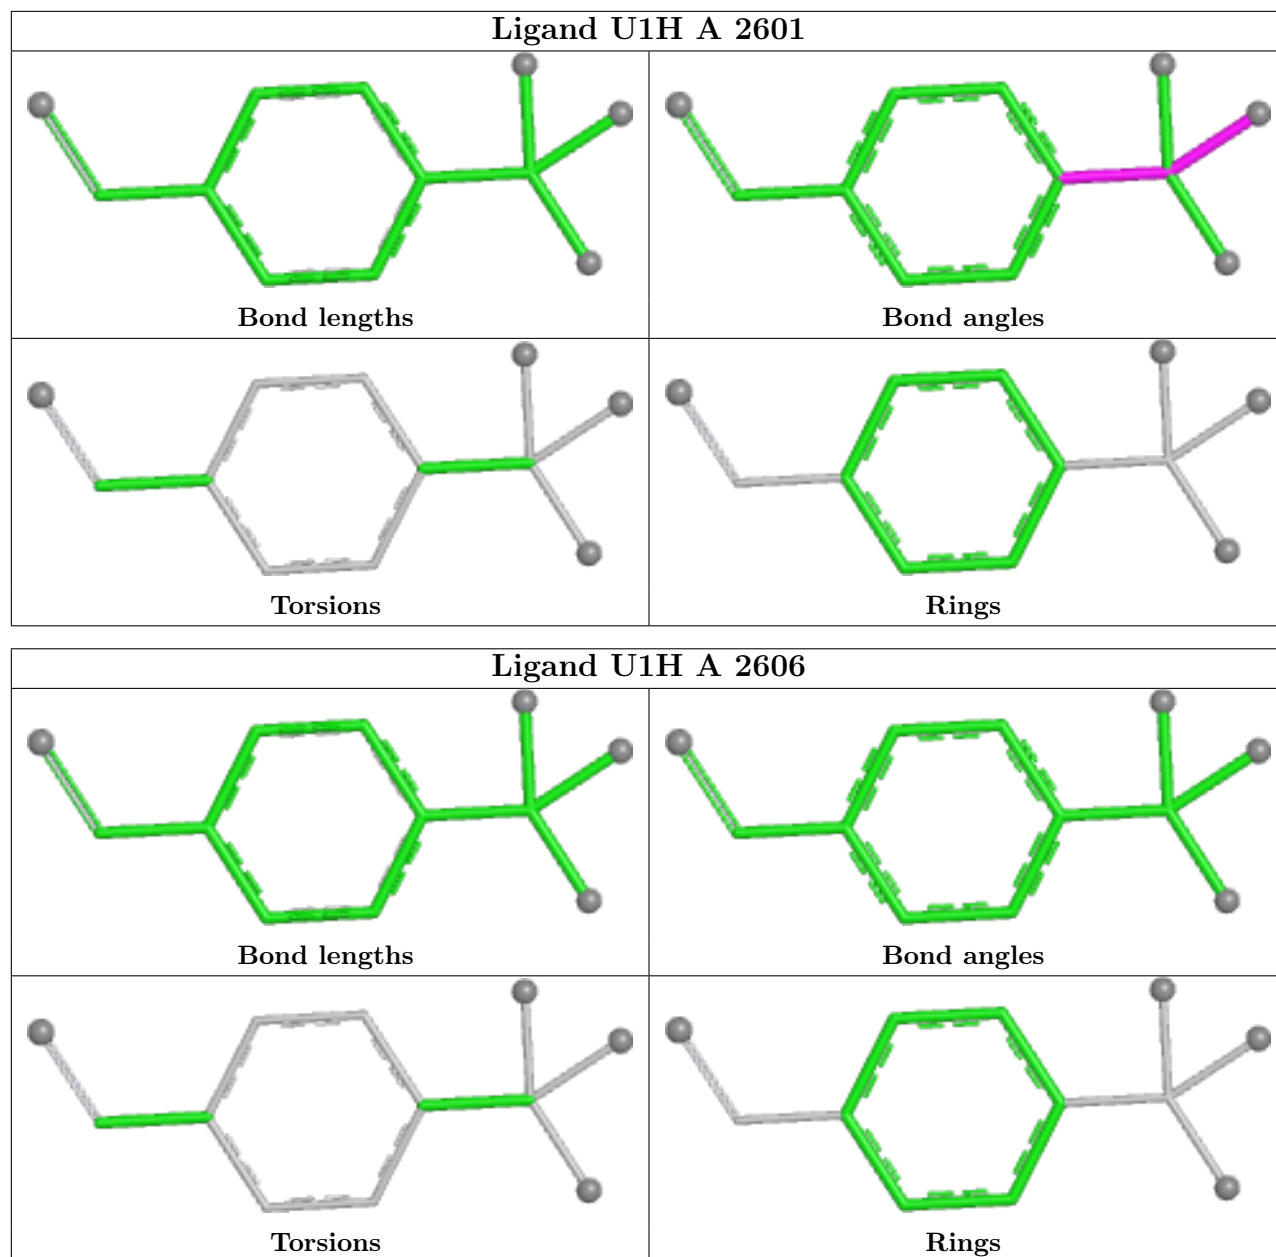 Ligand U1H A 2601
Bond lengths
Bond angles
Torsions
Rings
Ligand U1H A 2606
Bond lengths
Bond angles
Torsions
Rings